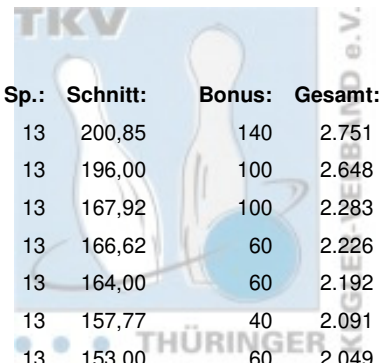 TKV
Sp.: Schnitt: Bonus: Gesamt:
13 200,85 140 2.751
13 196,00 100 2.648
13 167,92 100 2.283
13 166,62 60 2.226
13 164,00 60 2.192
13 157,77 40 2.091
13 153,00 60 2.049
THÜRINGER
KEGLER-VERBAND e.V.